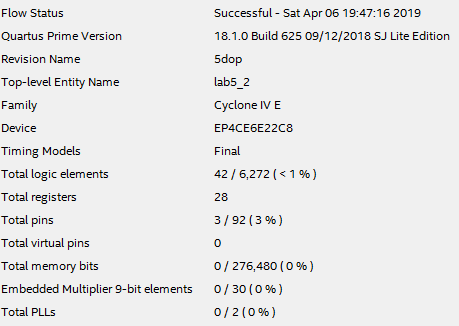 Flow Status Successful - Sat Apr 06 19:47:16 2019
Quartus Prime Version 18.1.0 Build 625 09/12/2018 SJ Lite Edition
Revision Name 5dop
Top-level Entity Name lab5_2
Family Cyclone IV E
Device EP4CE6E22C8
Timing Models Final
Total logic elements 42 / 6,272 ( < 1 % )
Total registers 28
Total pins 3 / 92 ( 3 % )
Total virtual pins 0
Total memory bits 0 / 276,480 ( 0 % )
Embedded Multiplier 9-bit elements 0 / 30 ( 0 % )
Total PLLs 0 / 2 ( 0 % )